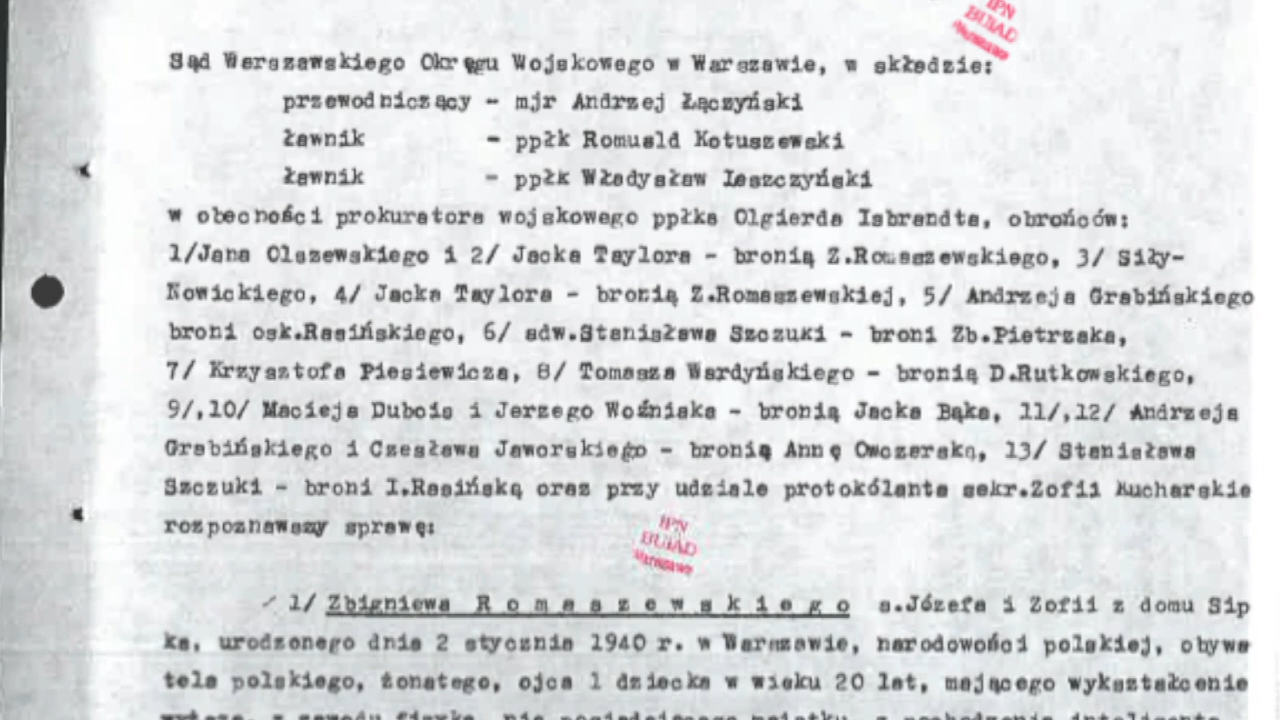 IPN
BUiAD
Warszawa
Sąd Warszawskiego Okręgu Wojskowego w Warszawie, w składzie:
przewodniczący - mjr Andrzej Łączyński
ławnik - ppłk Romuald Kotuszewski
ławnik - ppłk Władysław Leszczyński
w obecności prokuratora wojskowego ppłka Olgierda Isbrandta, obrońców:
1/Jana Olszewskiego i 2/ Jacka Taylora - bronią Z.Romaszewskiego, 3/ Siły-
Nowickiego, 4/ Jacka Taylora - bronią Z.Romaszewskiej, 5/ Andrzeja Grabińskiego
broni osk.Rasińskiego, 6/ adw.Stanisława Szczuki - broni Zb.Pietrzaka,
7/ Krzysztofa Piesiewicza, 8/ Tomasza Wardyńskiego - bronią D.Rutkowskiego,
9/,10/ Macieja Dubois i Jerzego Woźniaka - bronią Jacka Bąka, 11/,12/ Andrzeja
Grabińskiego i Czesława Jaworskiego - bronią Annę Owczarską, 13/ Stanisława
Szczuki - broni I.Rasińską oraz przy udziale protokólanta sekr.Zofii Kucharskie
rozpoznawszy sprawę:
IPN
BUiAD
Warszawa
1/ Zbigniewa R o m a s z e w s k i e g o s.Józefa i Zofii z domu Sip
ka, urodzonego dnia 2 stycznia 1940 r. w Warszawie, narodowości polskiej, obywa
tela polskiego, żonatego, ojca 1 dziecka w wieku 20 lat, mającego wykształcenie